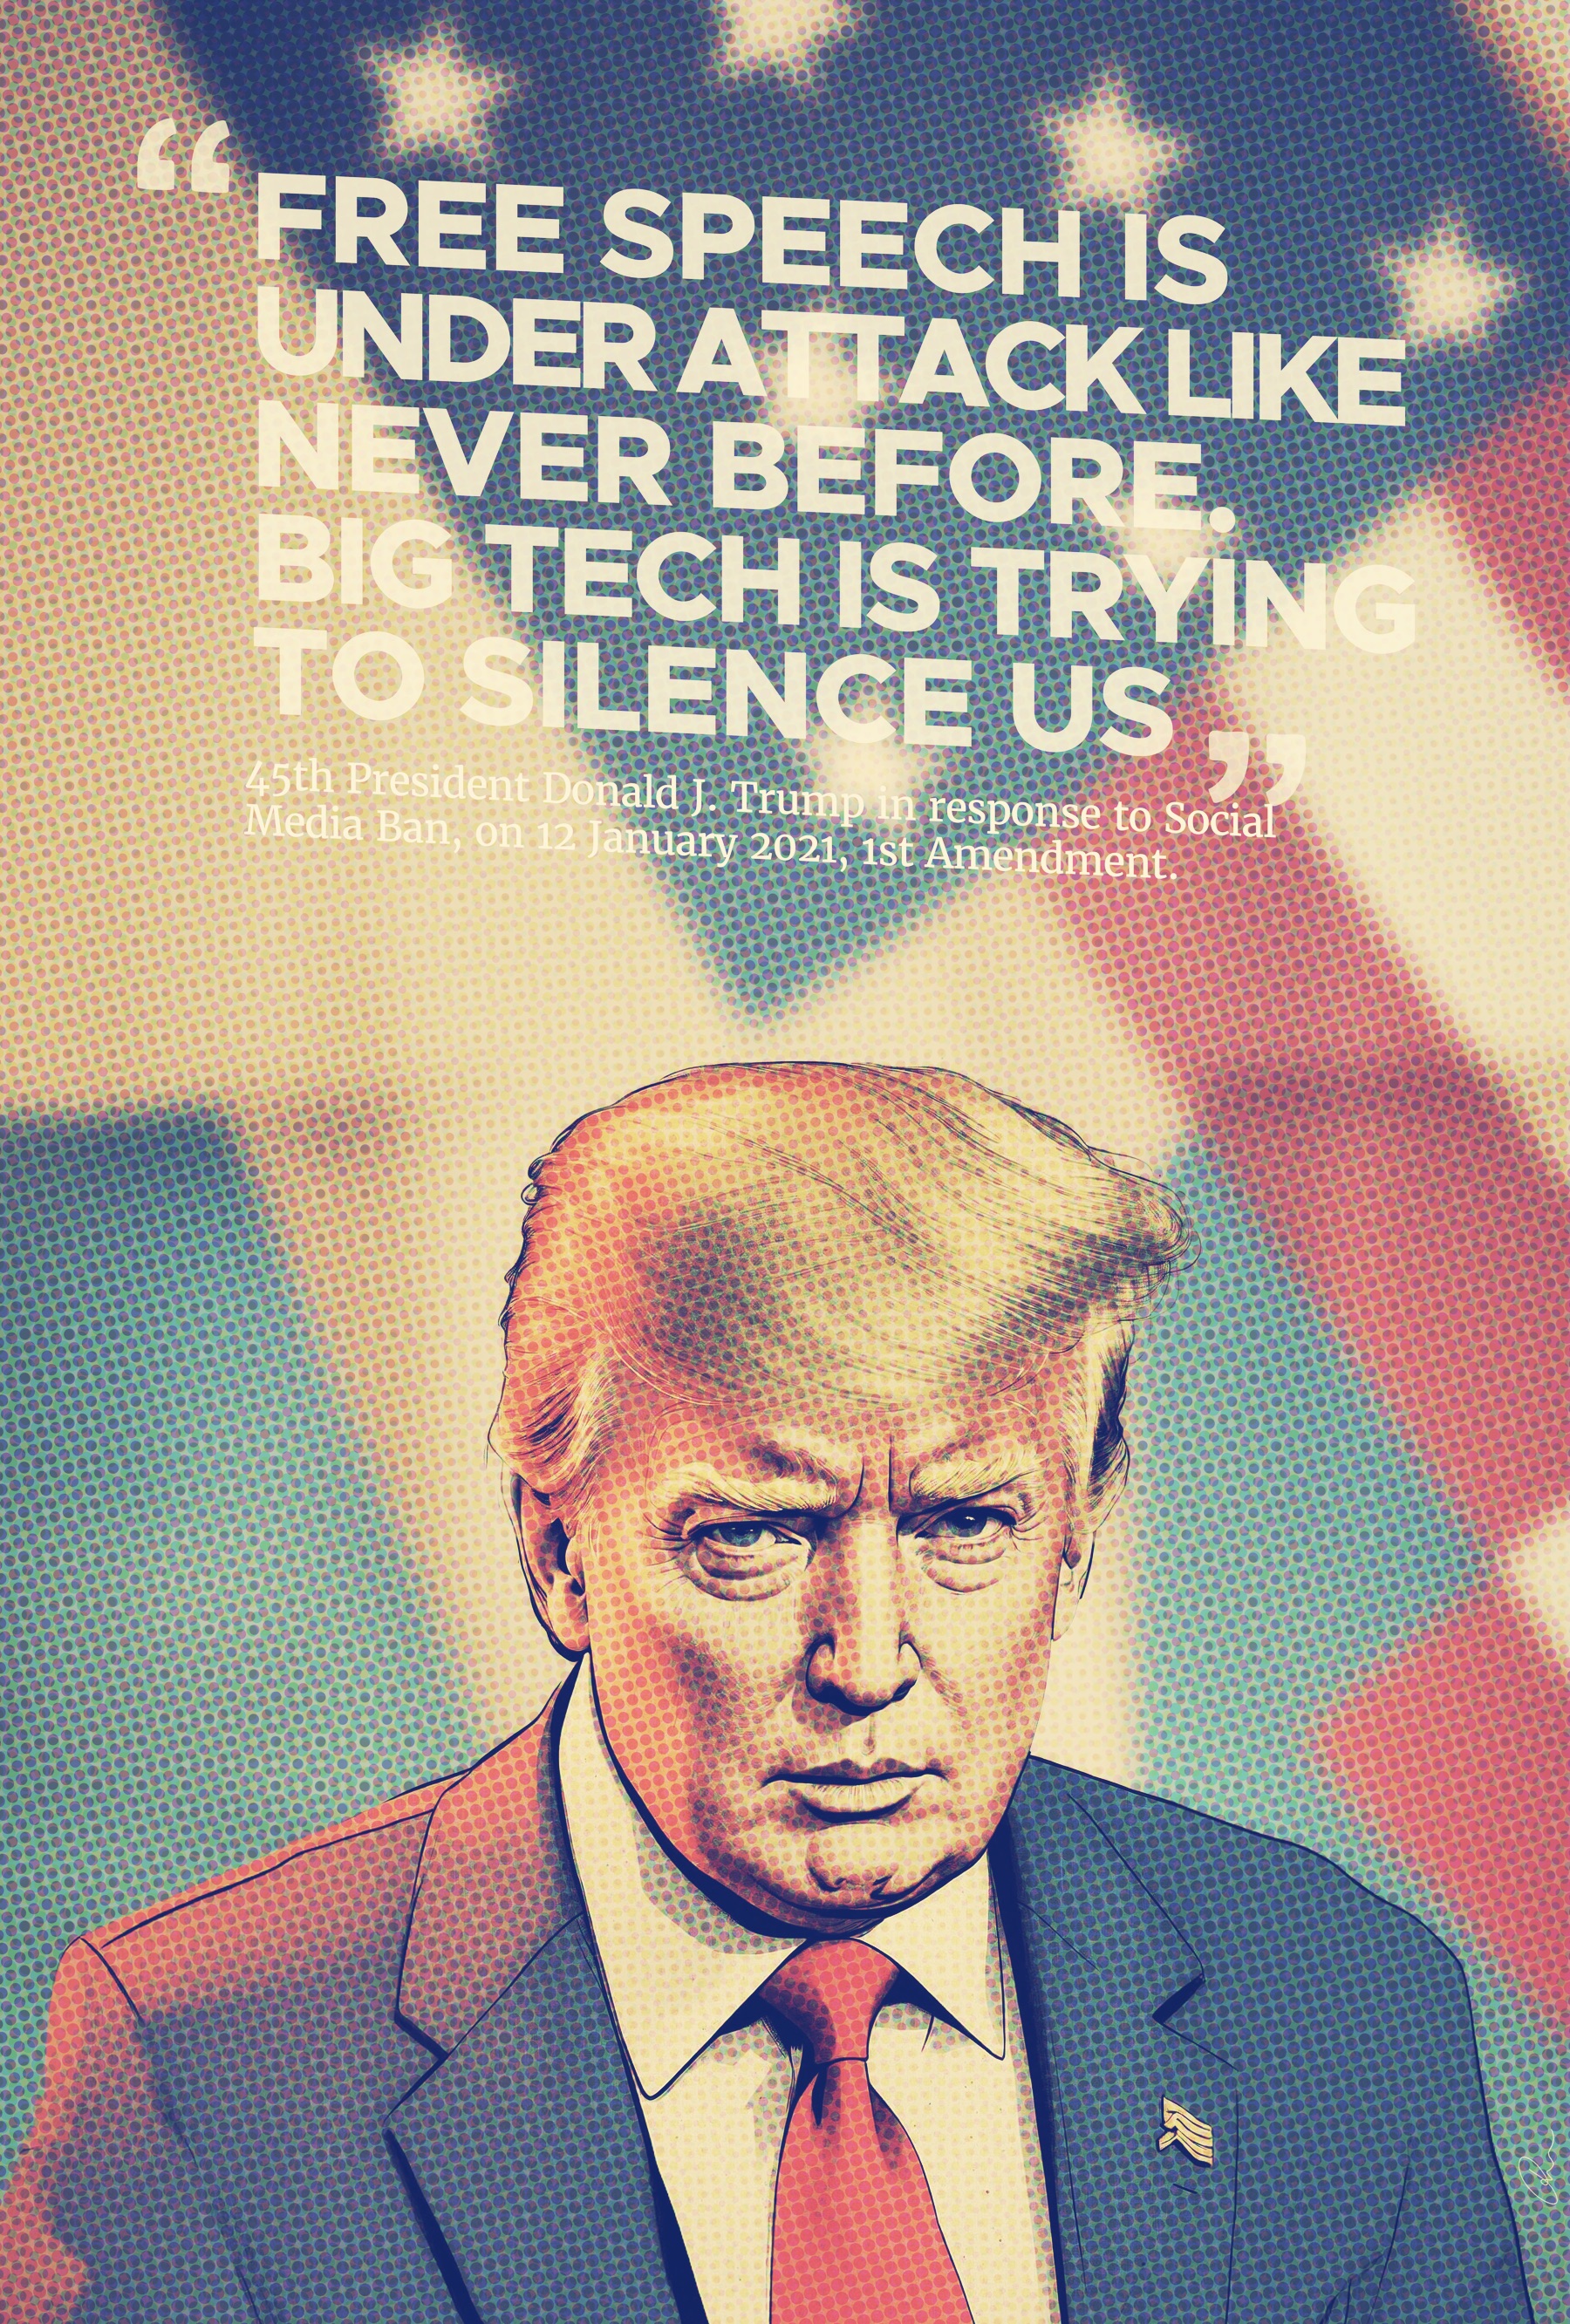 “FREE SPEECH IS
UNDER ATTACK LIKE
NEVER BEFORE.
BIG TECH IS TRYING
TO SILENCE US”
45th President Donald J. Trump in response to Social
Media Ban, on 12 January 2021, 1st Amendment.